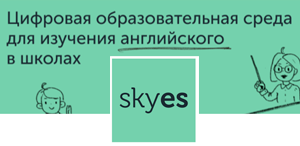 Цифровая образовательная среда
для изучения английского
в школах
skyes